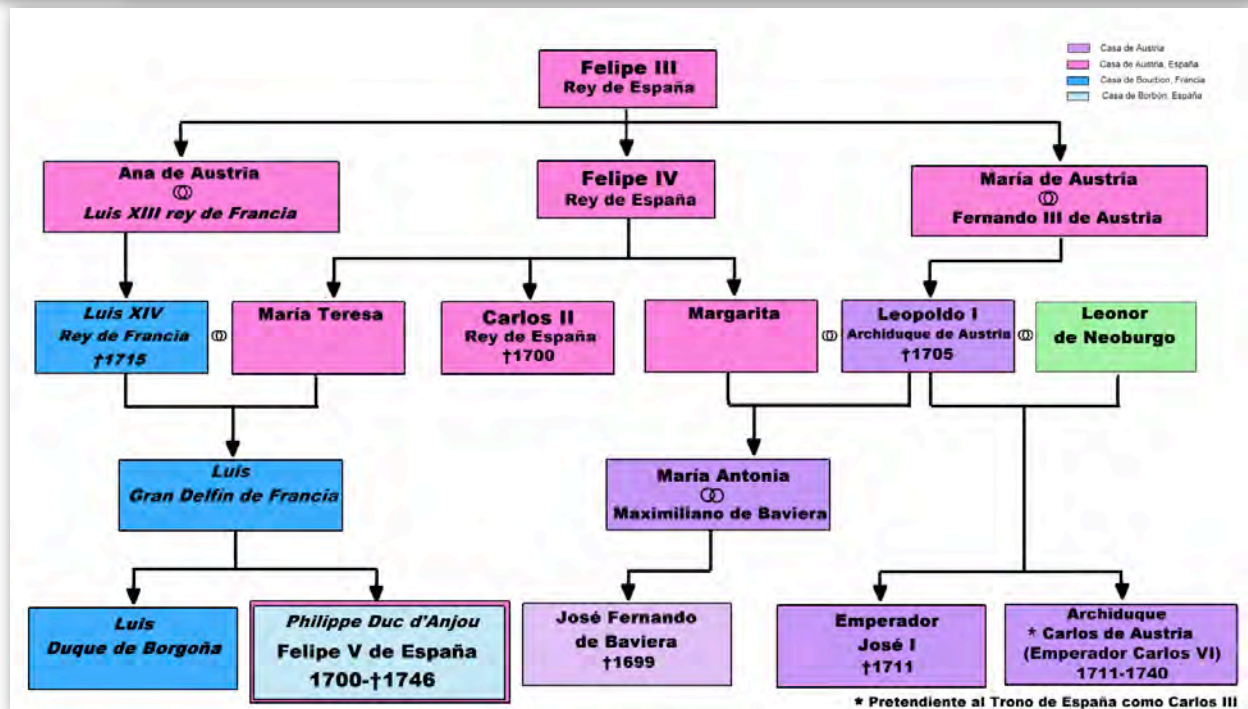 Felipe III
Rey de España
Casa de Austria
Casa de Austria, España
Casa de Bourbon, Francia
Casa de Borbón, España
Ana de Austria
Luis XIII rey de Francia
Felipe IV
Rey de España
María de Austria
Fernando III de Austria
Luis XIV
Rey de Francia
†1715
Maria Teresa
Carlos II
Rey de España
†1700
Margarita
Leopoldo I
Archiduque de Austria
†1705
Leonor
de Neoburgo
Luis
Gran Delfín de Francia
María Antonia
Maximiliano de Baviera
Luis
Duque de Borgoña
Philippe Duc d'Anjou
Felipe V de España
1700-†1746
José Fernando
de Baviera
†1699
Emperador
José I
†1711
Archiduque
* Carlos de Austria
(Emperador Carlos VI)
1711-1740
* Pretendiente al Trono de España como Carlos III